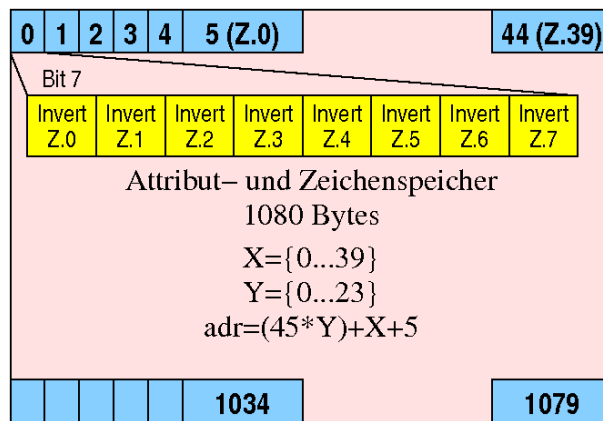 0 1 2 3 4 5 (Z.0) 44 (Z.39)
Bit 7
Invert Invert Invert Invert Invert Invert Invert Invert
Z.0 Z.1 Z.2 Z.3 Z.4 Z.5 Z.6 Z.7
Attribut– und Zeichenspeicher
1080 Bytes
X={0...39}
Y={0...23}
adr=(45*Y)+X+5
1034 1079